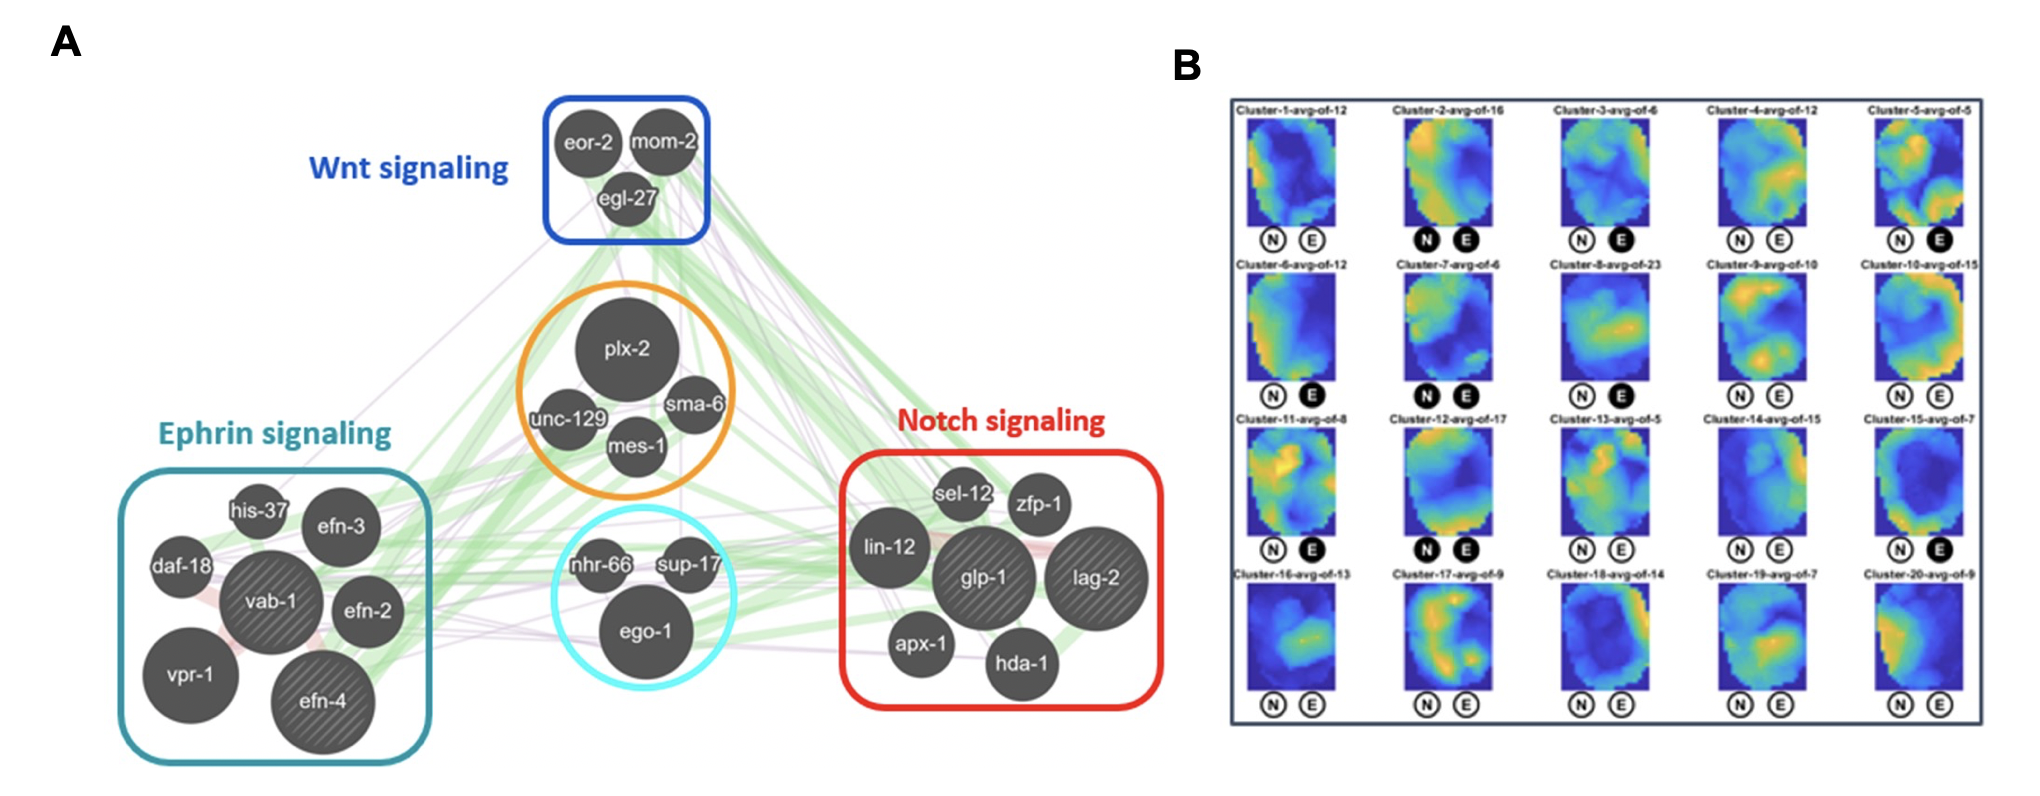 A
B
Wnt signaling
eor-2
mom-2
egl-27
plx-2
unc-129
sma-6
mes-1
Ephrin signaling
his-37
efn-3
daf-18
vab-1
efn-2
vpr-1
efn-4
nhr-66
sup-17
ego-1
Notch signaling
sel-12
zfp-1
lin-12
glp-1
lag-2
apx-1
hda-1
Cluster-1-avg-of-12 Cluster-2-avg-of-16 Cluster-3-avg-of-6 Cluster-4-avg-of-12 Cluster-5-avg-of-5
N E N E N E N E N E
Cluster-6-avg-of-12 Cluster-7-avg-of-6 Cluster-8-avg-of-23 Cluster-9-avg-of-10 Cluster-10-avg-of-15
N E N E N E N E N E
Cluster-11-avg-of-8 Cluster-12-avg-of-17 Cluster-13-avg-of-5 Cluster-14-avg-of-15 Cluster-15-avg-of-7
N E N E N E N E N E
Cluster-16-avg-of-13 Cluster-17-avg-of-9 Cluster-18-avg-of-14 Cluster-19-avg-of-7 Cluster-20-avg-of-9
N E N E N E N E N E